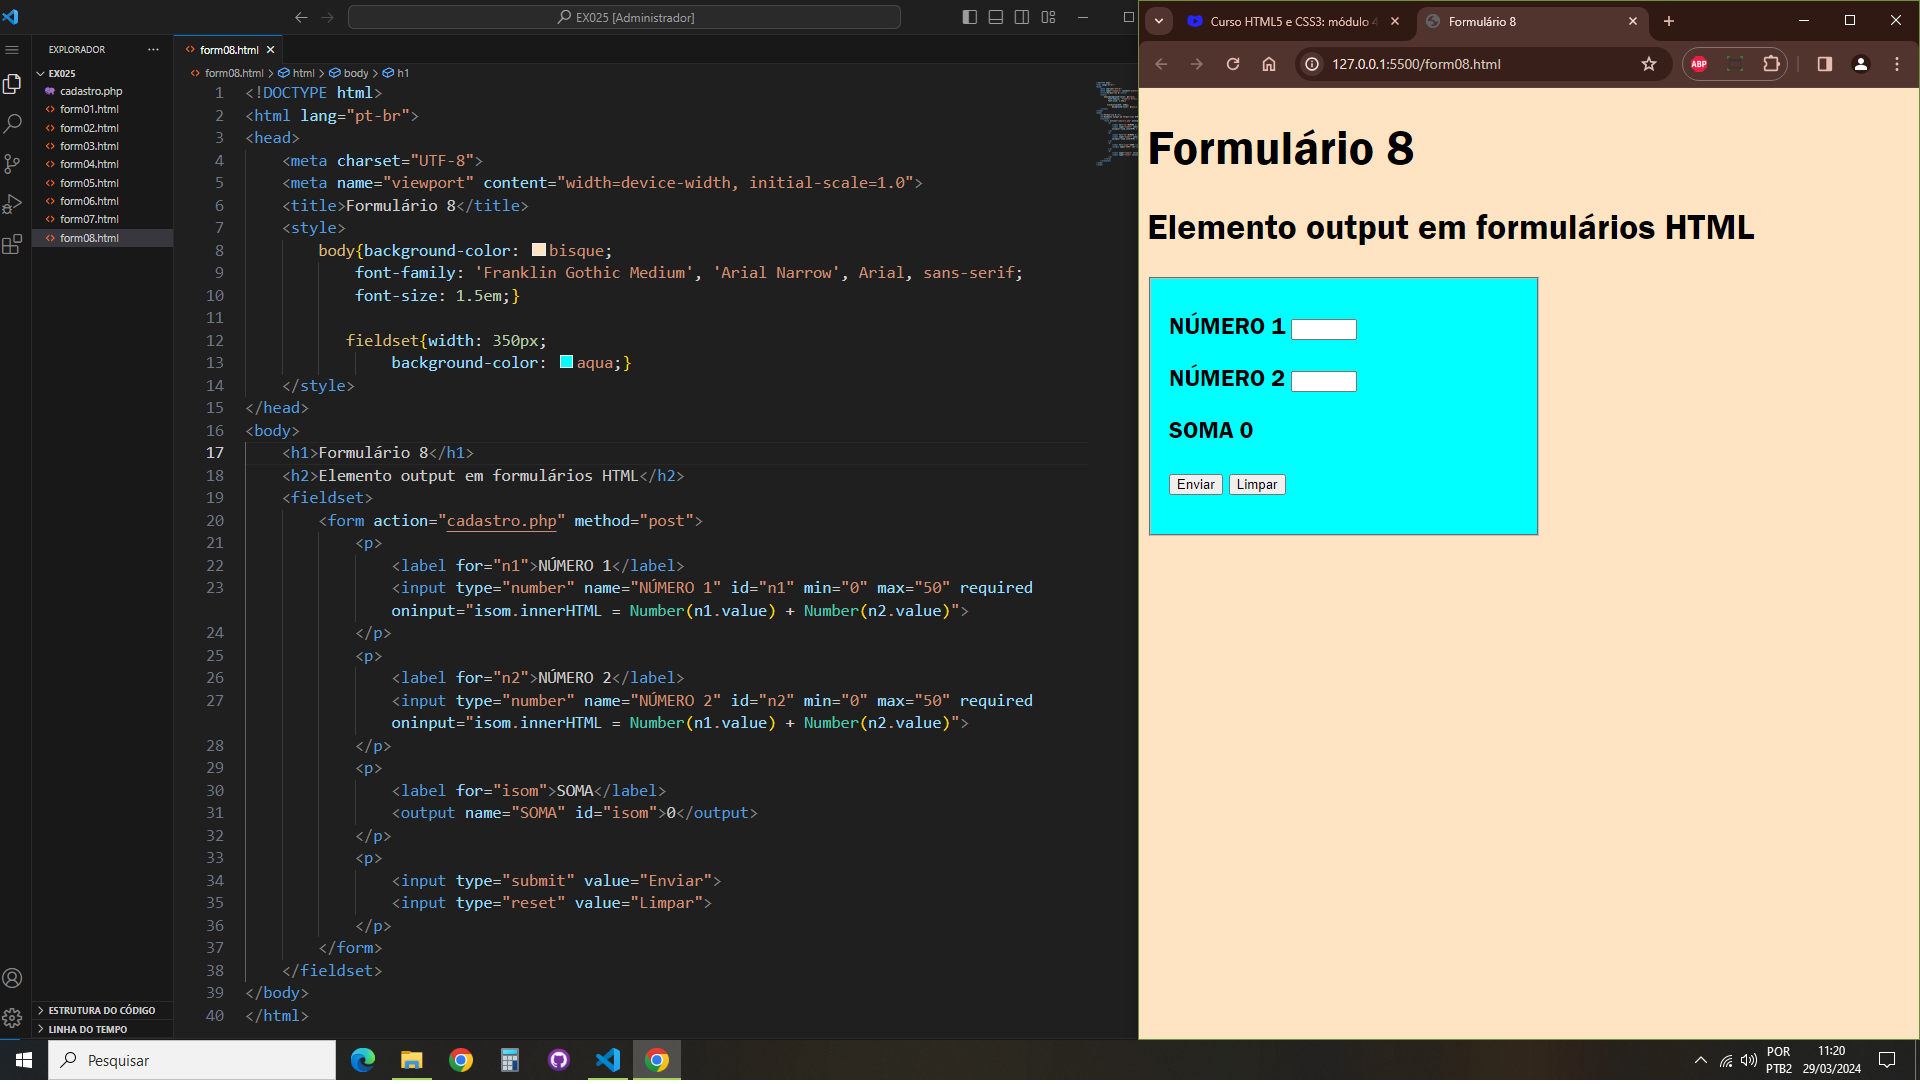 EX025 [Administrador]
EXPLORADOR
EX025
cadastro.php
form01.html
form02.html
form03.html
form04.html
form05.html
form06.html
form07.html
form08.html
ESTRUTURA DO CÓDIGO
LINHA DO TEMPO
form08.html
form08.html > html > body > h1
1 <!DOCTYPE html>
2 <html lang="pt-br">
3 <head>
4 <meta charset="UTF-8">
5 <meta name="viewport" content="width=device-width, initial-scale=1.0">
6 <title>Formulário 8</title>
7 <style>
8 body{background-color: bisque;
9 font-family: 'Franklin Gothic Medium', 'Arial Narrow', Arial, sans-serif;
10 font-size: 1.5em;}
11
12 fieldset{width: 350px;
13 background-color: aqua;}
14 </style>
15 </head>
16 <body>
17 <h1>Formulário 8</h1>
18 <h2>Elemento output em formulários HTML</h2>
19 <fieldset>
20 <form action="cadastro.php" method="post">
21 <p>
22 <label for="n1">NÚMERO 1</label>
23 <input type="number" name="NÚMERO 1" id="n1" min="0" max="50" required
oninput="isom.innerHTML = Number(n1.value) + Number(n2.value)">
24 </p>
25 <p>
26 <label for="n2">NÚMERO 2</label>
27 <input type="number" name="NÚMERO 2" id="n2" min="0" max="50" required
oninput="isom.innerHTML = Number(n1.value) + Number(n2.value)">
28 </p>
29 <p>
30 <label for="isom">SOMA</label>
31 <output name="SOMA" id="isom">0</output>
32 </p>
33 <p>
34 <input type="submit" value="Enviar">
35 <input type="reset" value="Limpar">
36 </p>
37 </form>
38 </fieldset>
39 </body>
40 </html>
Curso HTML5 e CSS3: módulo 4
Formulário 8
127.0.0.1:5500/form08.html
ABP
Formulário 8
Elemento output em formulários HTML
NÚMERO 1
NÚMERO 2
SOMA 0
Enviar
Limpar
Pesquisar
POR
PTB2
11:20
29/03/2024